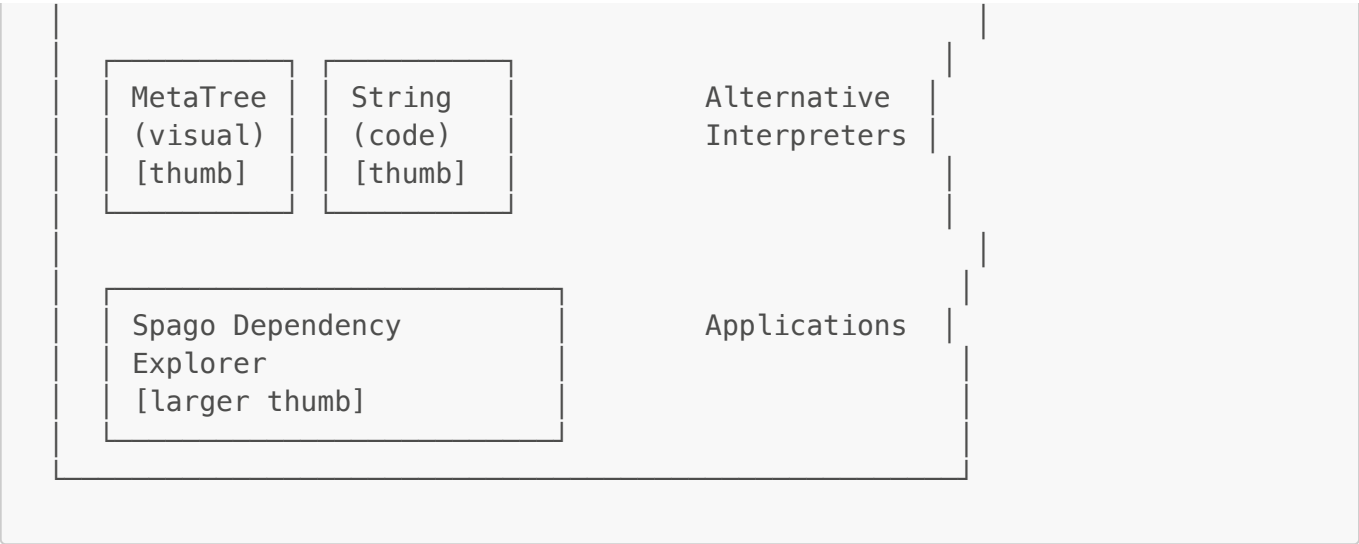 MetaTree String Alternative
(visual) (code) Interpreters
[thumb] [thumb]
Spago Dependency Applications
Explorer
[larger thumb]